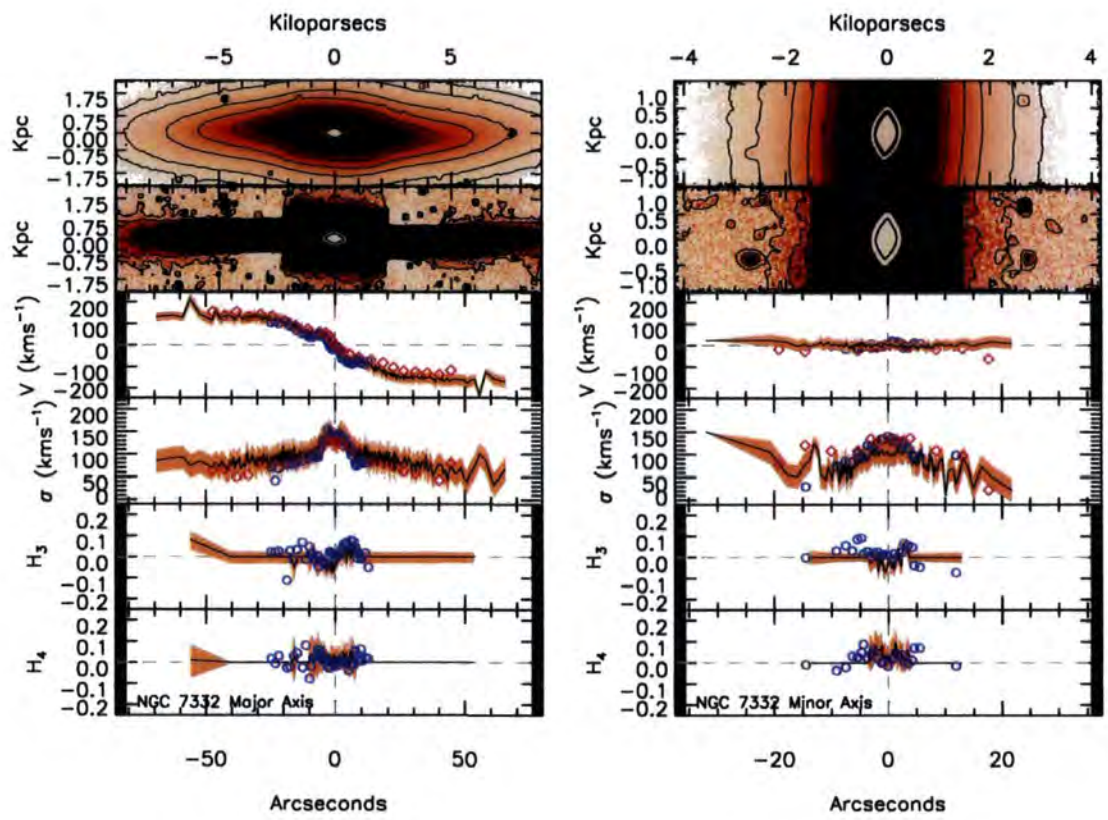 Kiloparsecs
−5 0 5
Kpc
1.75
0.75
0.00
−0.75
−1.75
Kpc
1.75
0.75
0.00
−0.75
−1.75
V (kms⁻¹)
200
100
0
−100
−200
σ (kms⁻¹)
200
150
100
50
0
H₃
0.2
0.1
0.0
−0.1
−0.2
H₄
0.2
0.1
0.0
−0.1
−0.2
NGC 7332 Major Axis
−50 0 50
Arcseconds
Kiloparsecs
−4 −2 0 2 4
Kpc
1.0
0.5
0.0
−0.5
−1.0
Kpc
1.0
0.5
0.0
−0.5
−1.0
V (kms⁻¹)
200
100
0
−100
−200
σ (kms⁻¹)
200
150
100
50
0
H₃
0.2
0.1
0.0
−0.1
−0.2
H₄
0.2
0.1
0.0
−0.1
−0.2
NGC 7332 Minor Axis
−20 0 20
Arcseconds